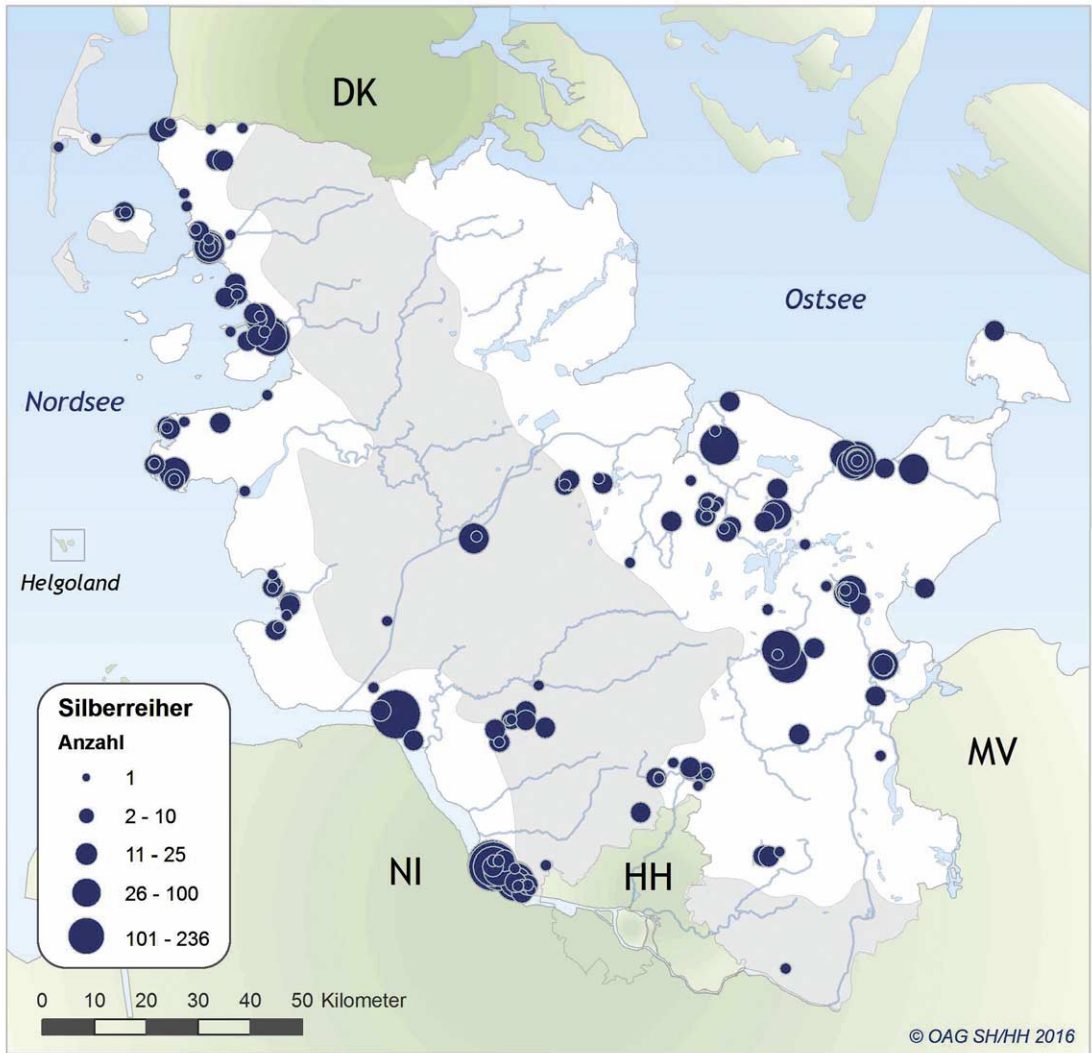 DK
Ostsee
Nordsee
Helgoland
MV
NI
HH
Silberreiher
Anzahl
1
2 - 10
11 - 25
26 - 100
101 - 236
0 10 20 30 40 50 Kilometer
© OAG SH/HH 2016